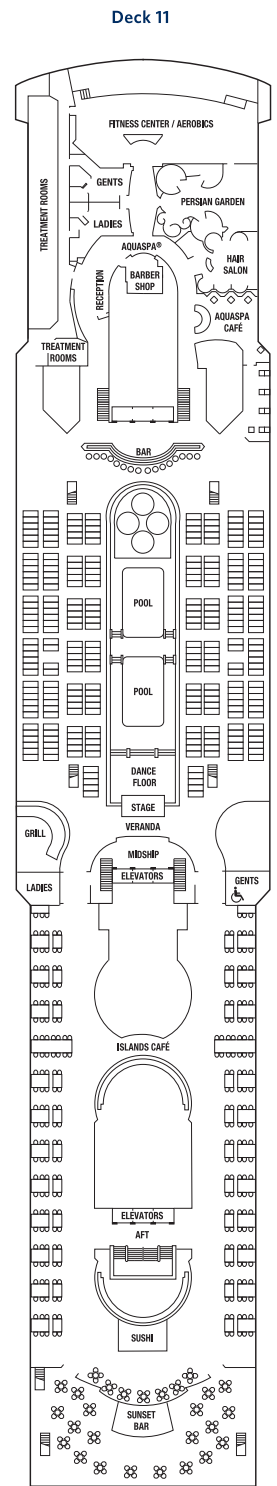 Deck 11
FITNESS CENTER / AEROBICS
TREATMENT ROOMS
GENTS
PERSIAN GARDEN
LADIES
AQUASPA®
HAIR
SALON
RECEPTION
BARBER
SHOP
AQUASPA
CAFÉ
TREATMENT
ROOMS
BAR
POOL
POOL
DANCE
FLOOR
STAGE
VERANDA
GRILL
MIDSHIP
ELEVATORS
LADIES
GENTS
ISLANDS CAFÉ
ELEVATORS
AFT
SUSHI
SUNSET
BAR